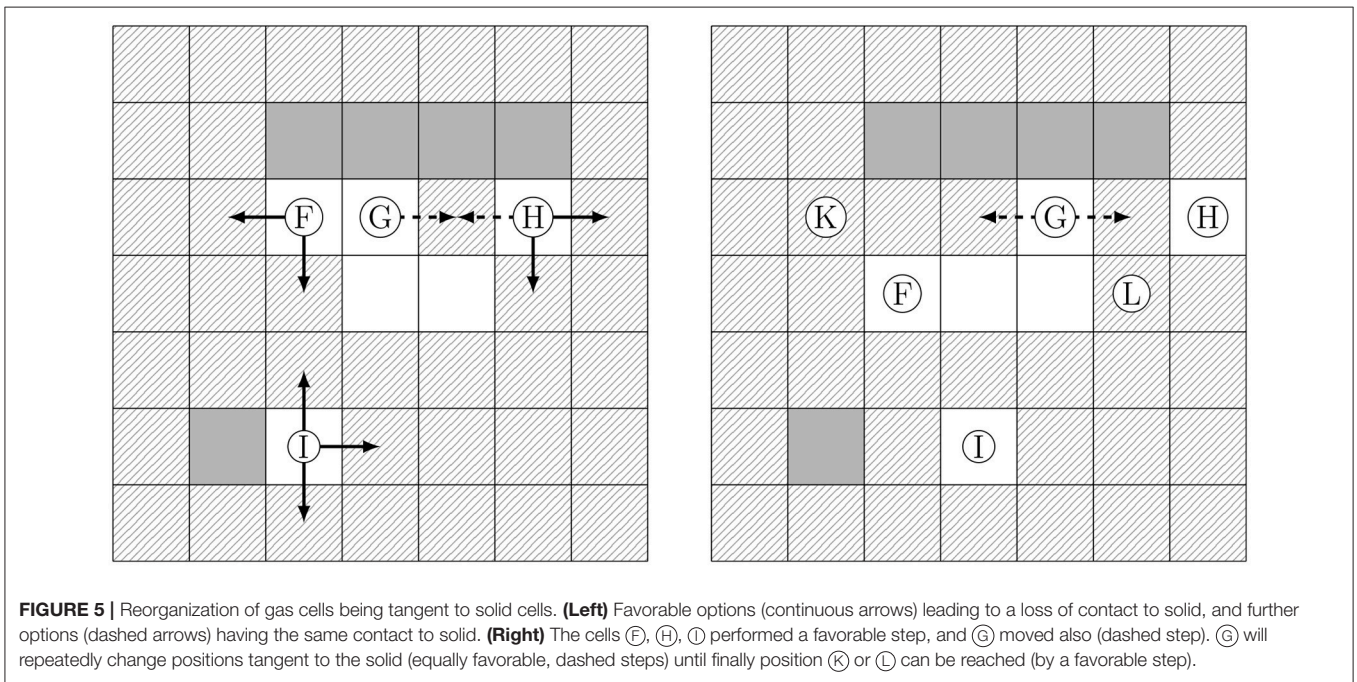 F G H K G H
F L
I I
FIGURE 5 | Reorganization of gas cells being tangent to solid cells. (Left) Favorable options (continuous arrows) leading to a loss of contact to solid, and further
options (dashed arrows) having the same contact to solid. (Right) The cells Ⓕ, Ⓗ, Ⓘ performed a favorable step, and Ⓖ moved also (dashed step). Ⓖ will
repeatedly change positions tangent to the solid (equally favorable, dashed steps) until finally position Ⓚ or Ⓛ can be reached (by a favorable step).